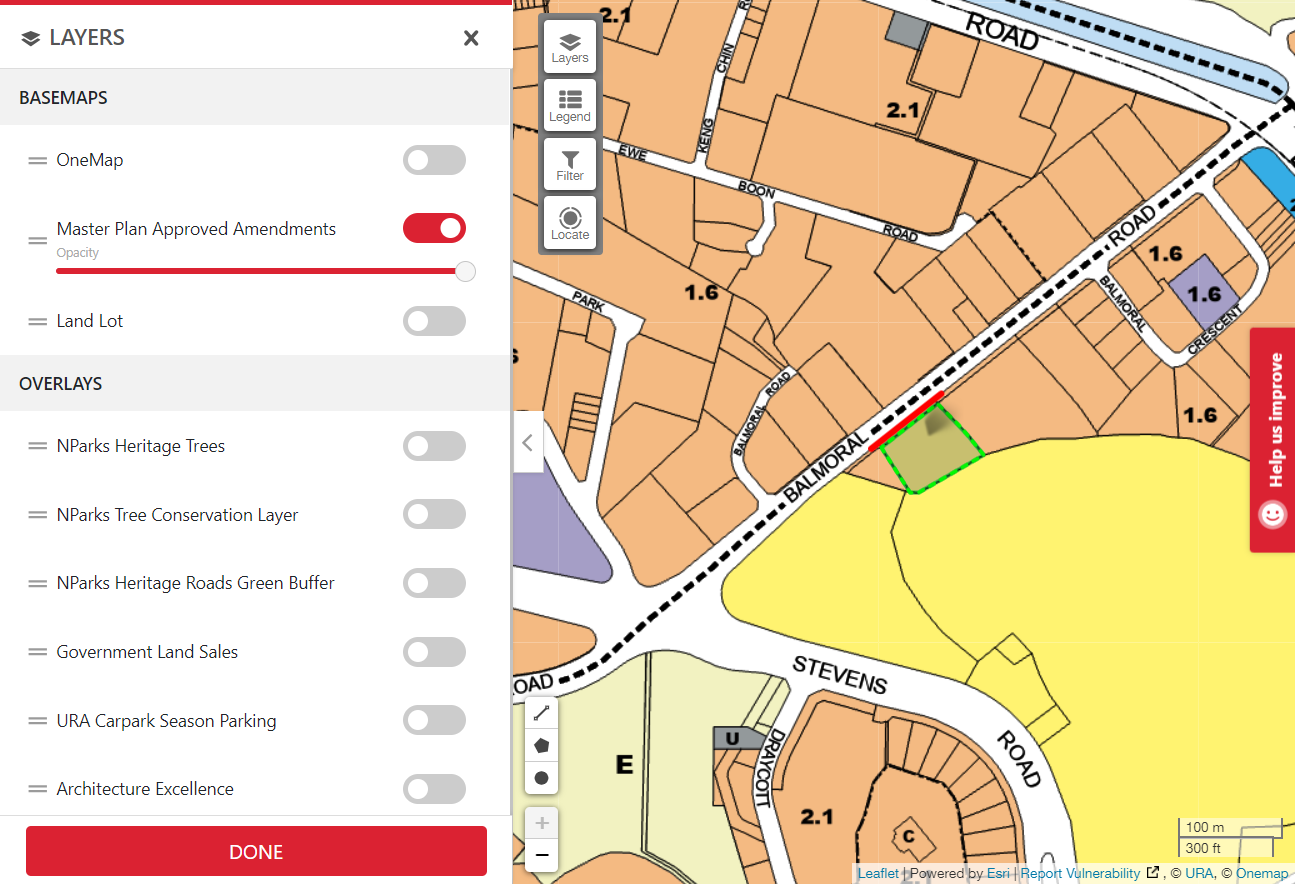 LAYERS
BASEMAPS
OneMap
Master Plan Approved Amendments
Opacity
Land Lot
OVERLAYS
NParks Heritage Trees
NParks Tree Conservation Layer
NParks Heritage Roads Green Buffer
Government Land Sales
URA Carpark Season Parking
Architecture Excellence
DONE
Layers
Legend
Filter
Locate
2.1
ROAD
CHIN
KENG
2.1
EWE
BOON
ROAD
ROAD
1.6
1.6
BALMORAL
CRESCENT
PARK
1.6
1.6
BALMORAL
ROAD
BALMORAL
Help us improve
STEVENS
ROAD
OAD
U
DRAYCOTT
E
2.1
C
2.1
100 m
300 ft
Leaflet | Powered by Esri | Report Vulnerability , © URA, © Onemap